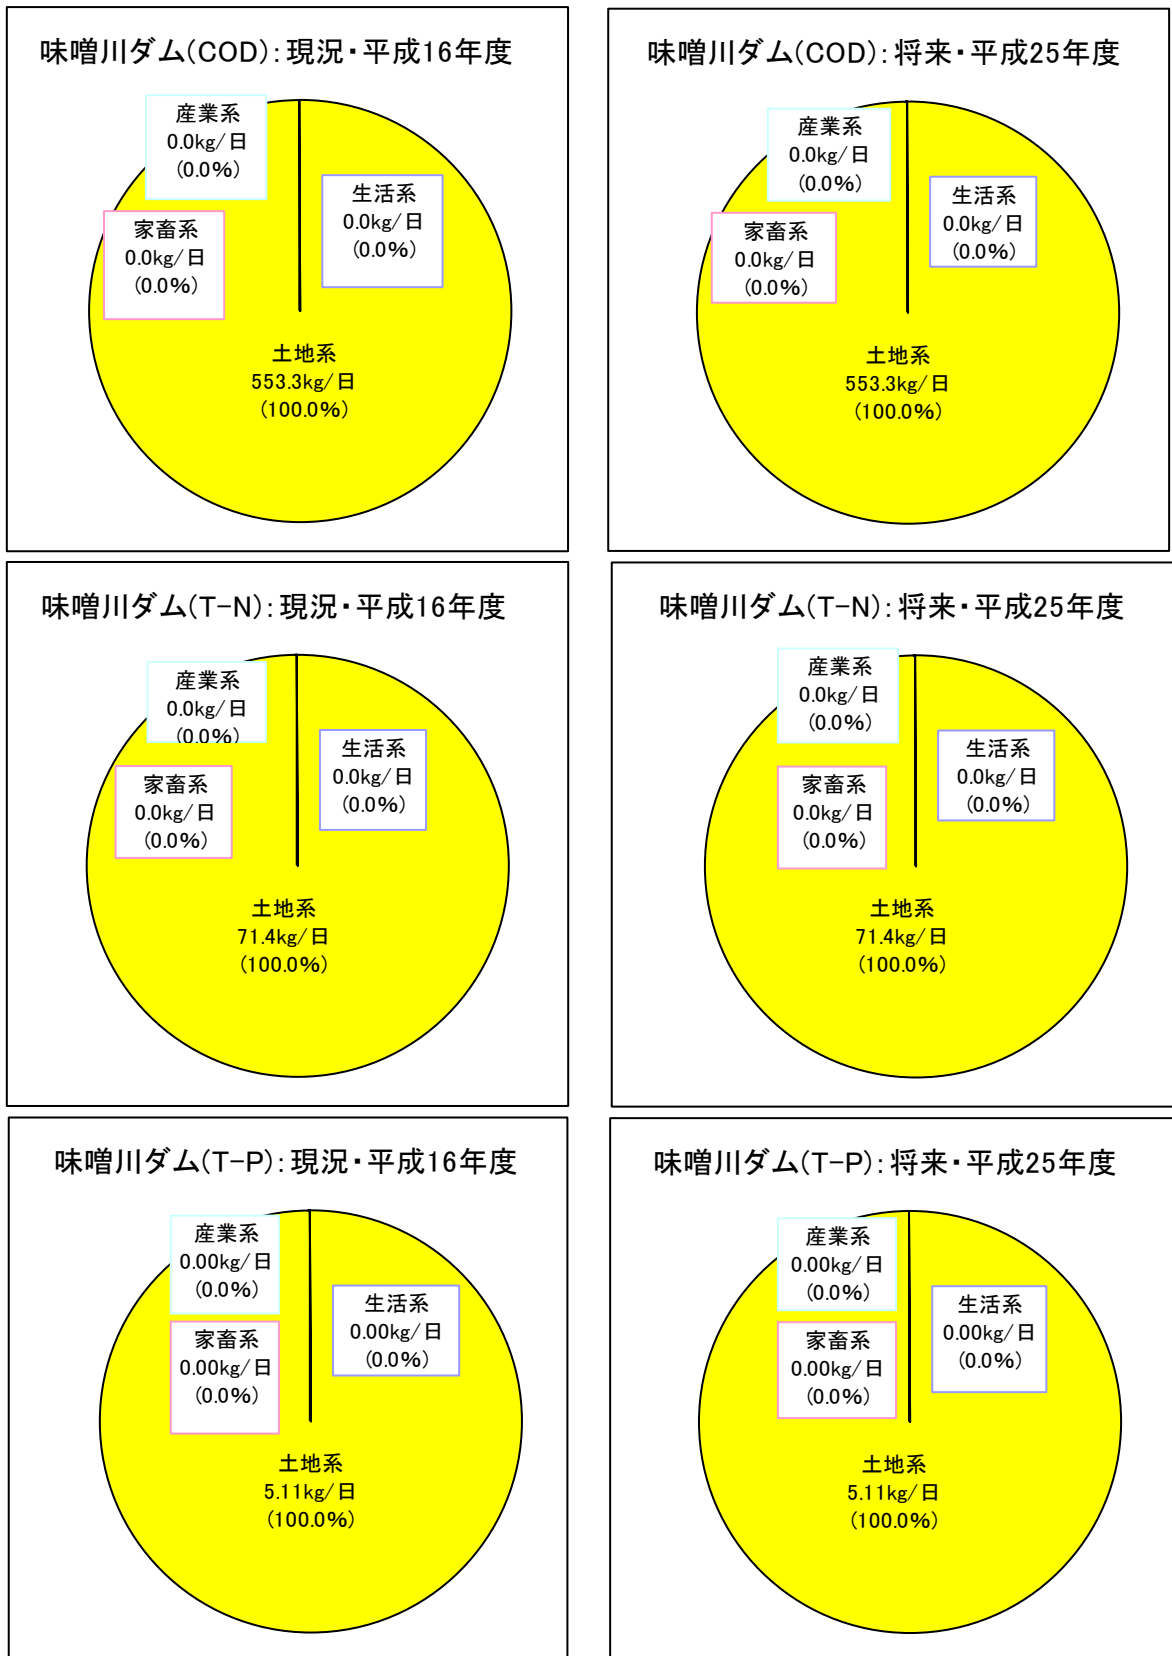 味噌川ダム(COD):現況・平成16年度
産業系
0.0kg/日
(0.0%)
生活系
0.0kg/日
(0.0%)
家畜系
0.0kg/日
(0.0%)
土地系
553.3kg/日
(100.0%)
味噌川ダム(COD):将来・平成25年度
産業系
0.0kg/日
(0.0%)
生活系
0.0kg/日
(0.0%)
家畜系
0.0kg/日
(0.0%)
土地系
553.3kg/日
(100.0%)
味噌川ダム(T-N):現況・平成16年度
産業系
0.0kg/日
(0.0%)
生活系
0.0kg/日
(0.0%)
家畜系
0.0kg/日
(0.0%)
土地系
71.4kg/日
(100.0%)
味噌川ダム(T-N):将来・平成25年度
産業系
0.0kg/日
(0.0%)
生活系
0.0kg/日
(0.0%)
家畜系
0.0kg/日
(0.0%)
土地系
71.4kg/日
(100.0%)
味噌川ダム(T-P):現況・平成16年度
産業系
0.00kg/日
(0.0%)
生活系
0.00kg/日
(0.0%)
家畜系
0.00kg/日
(0.0%)
土地系
5.11kg/日
(100.0%)
味噌川ダム(T-P):将来・平成25年度
産業系
0.00kg/日
(0.0%)
生活系
0.00kg/日
(0.0%)
家畜系
0.00kg/日
(0.0%)
土地系
5.11kg/日
(100.0%)